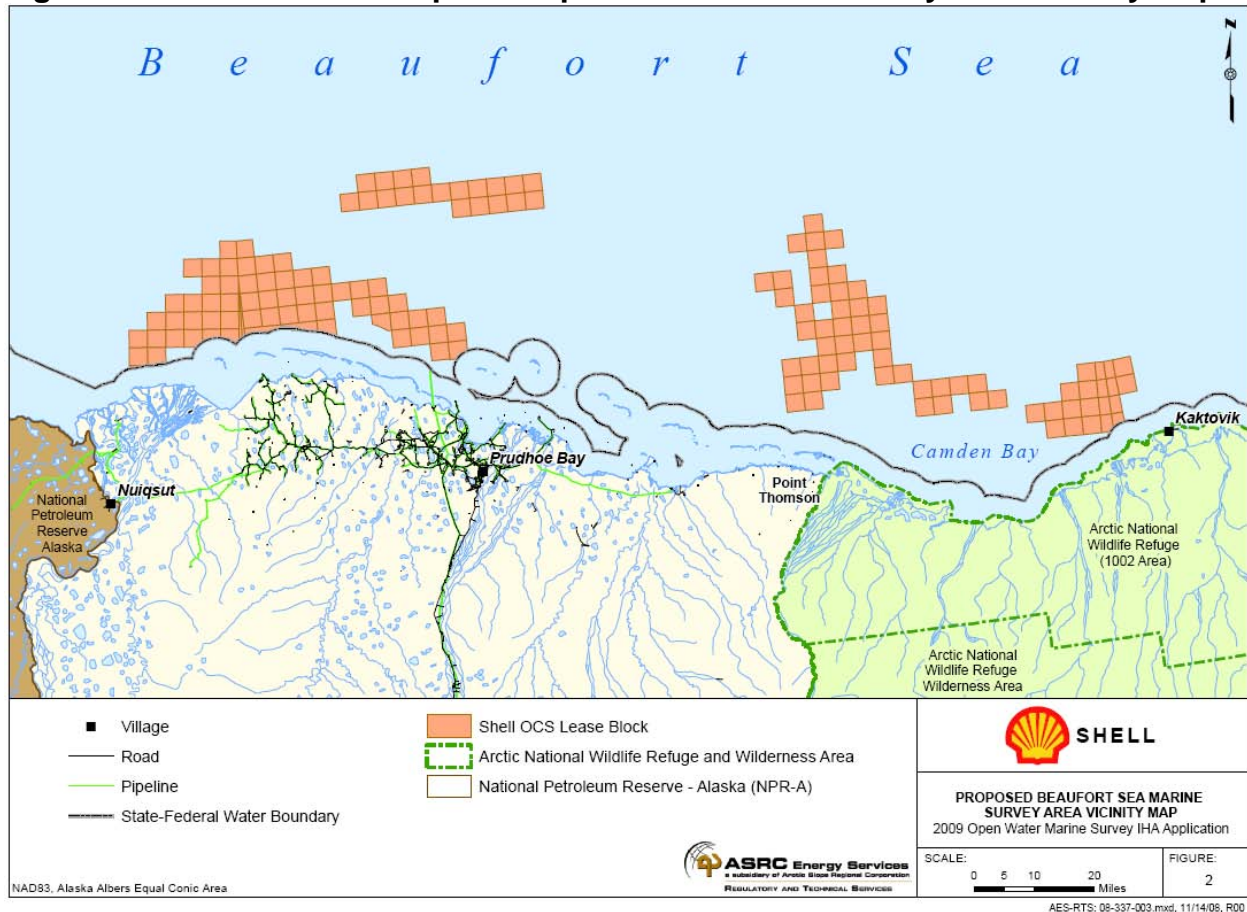 Beaufort Sea
N
Kaktovik
Camden Bay
Prudhoe Bay
Point
Thomson
Nuiqsut
National
Petroleum
Reserve
Alaska
Arctic National
Wildlife Refuge
(1002 Area)
Arctic National
Wildlife Refuge
Wilderness Area
Village
Road
Pipeline
State-Federal Water Boundary
Shell OCS Lease Block
Arctic National Wildlife Refuge and Wilderness Area
National Petroleum Reserve - Alaska (NPR-A)
SHELL
PROPOSED BEAUFORT SEA MARINE
SURVEY AREA VICINITY MAP
2009 Open Water Marine Survey IHA Application
ASRC Energy Services
a subsidiary of Arctic Slope Regional Corporation
REGULATORY AND TECHNICAL SERVICES
SCALE:
0 5 10 20
Miles
FIGURE:
2
NAD83, Alaska Albers Equal Conic Area
AES-RTS: 08-337-003.mxd, 11/14/08, R00